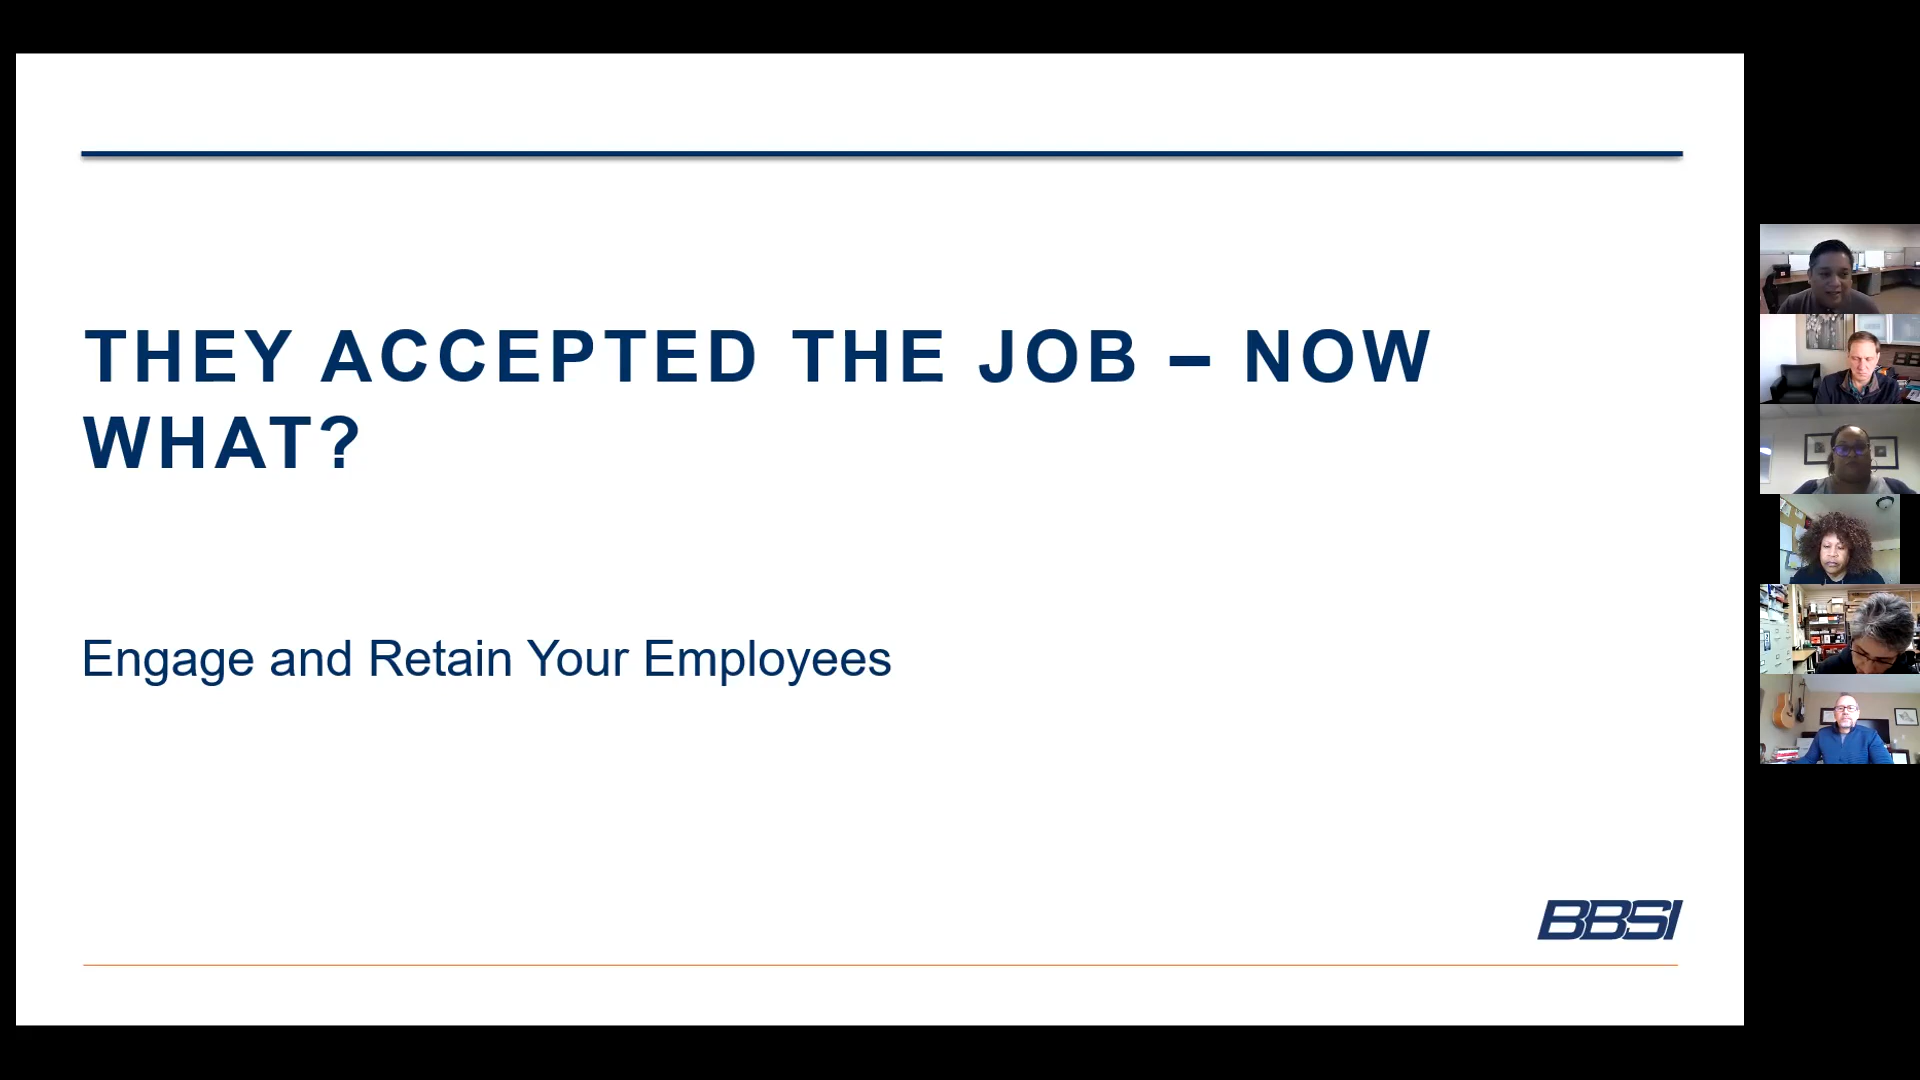 THEY ACCEPTED THE JOB – NOW
WHAT?
Engage and Retain Your Employees
BBSI